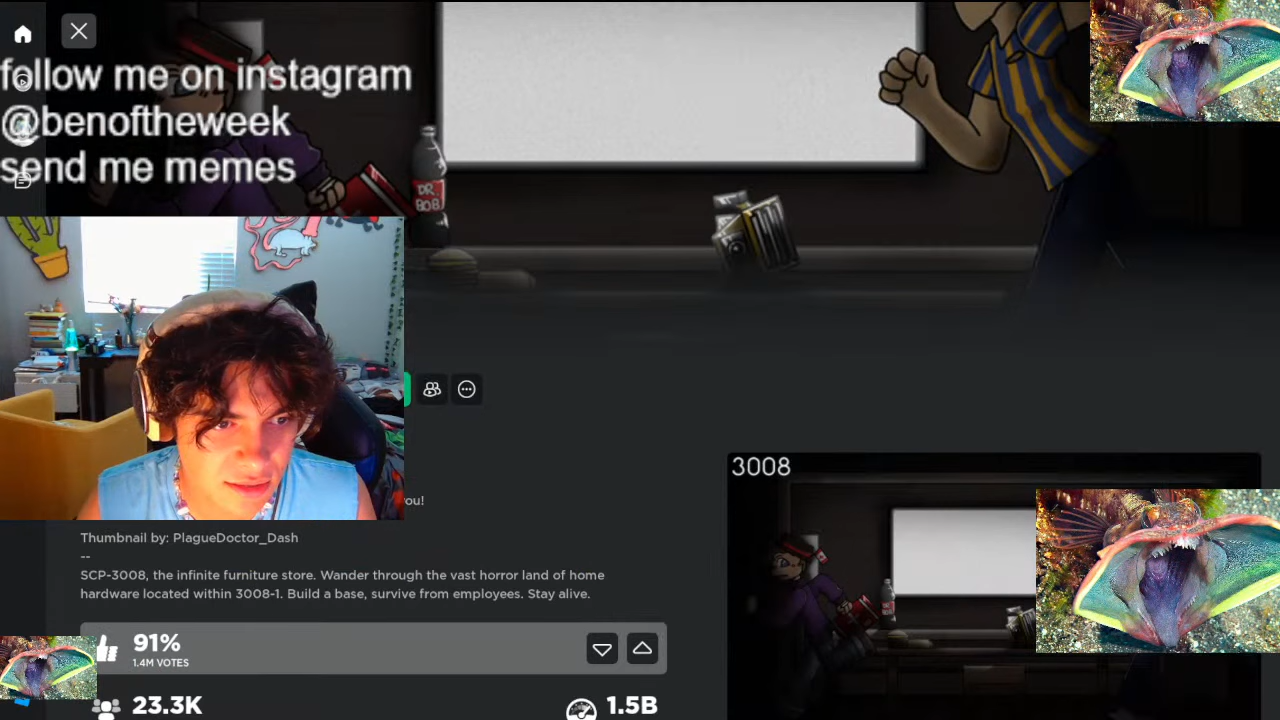 follow me on instagram
@benoftheweek
send me memes
DR.
BOB
3008
ou!
Thumbnail by: PlagueDoctor_Dash
--
SCP-3008, the infinite furniture store. Wander through the vast horror land of home
hardware located within 3008-1. Build a base, survive from employees. Stay alive.
91%
1.4M VOTES
23.3K
1.5B